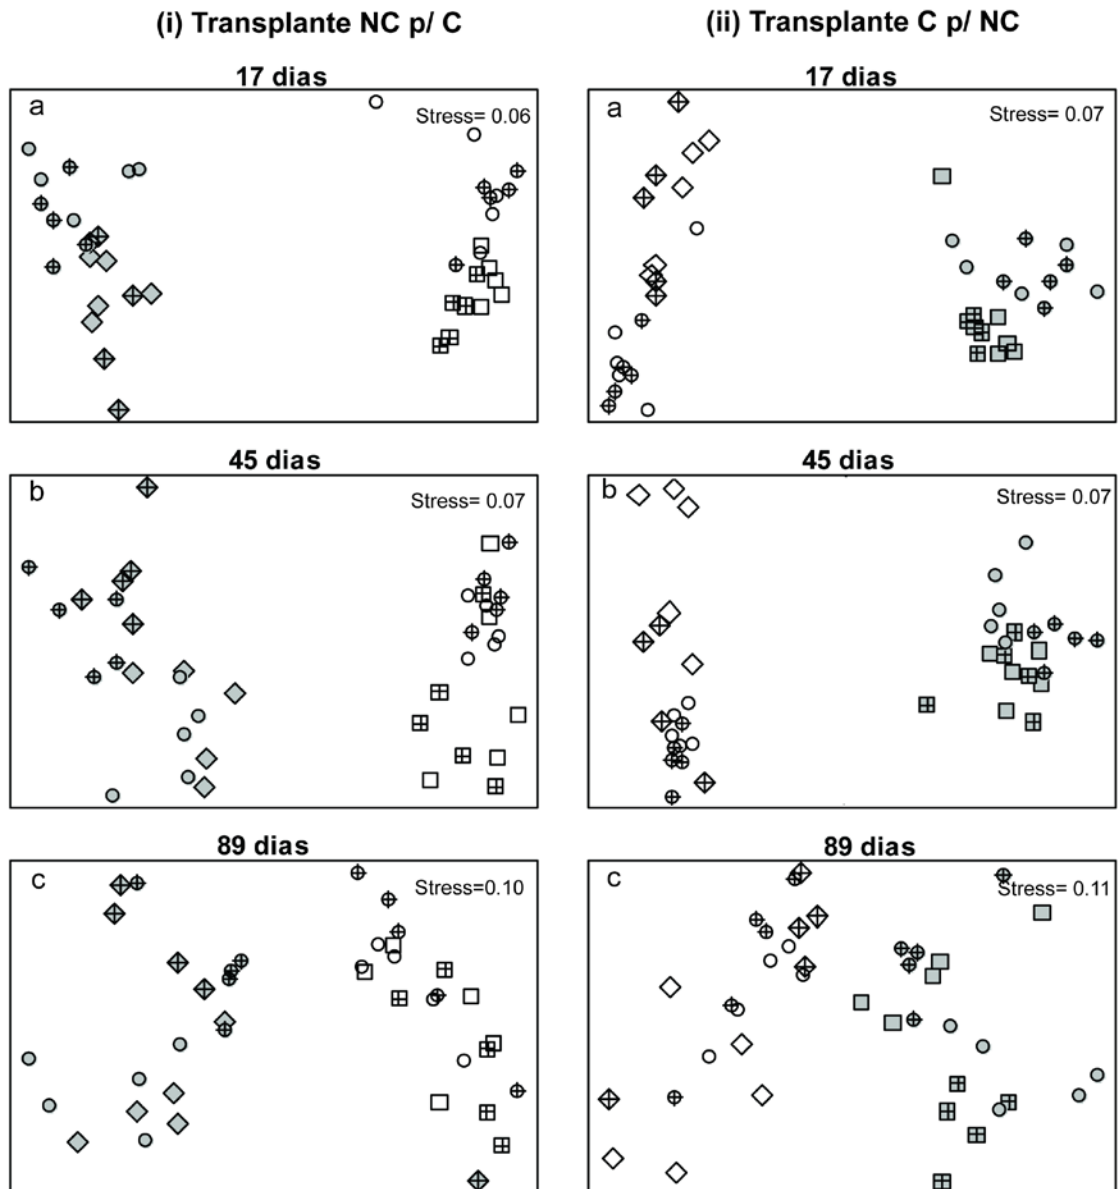 (i) Transplante NC p/ C
(ii) Transplante C p/ NC
17 dias
17 dias
a
Stress= 0.06
a
Stress= 0.07
45 dias
45 dias
b
Stress= 0.07
b
Stress= 0.07
89 dias
89 dias
c
Stress=0.10
c
Stress= 0.11